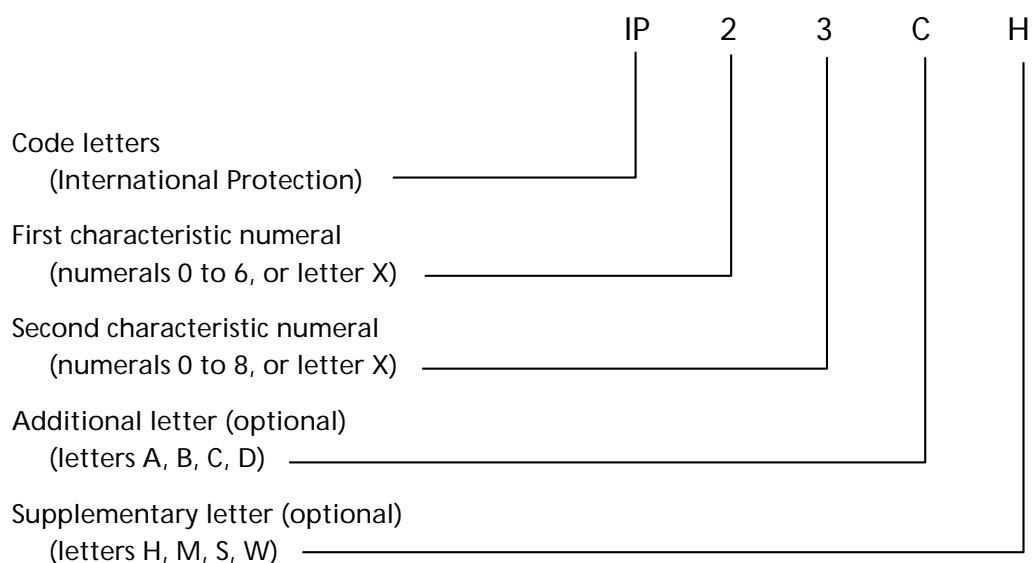 IP 2 3 C H
Code letters
(International Protection)
First characteristic numeral
(numerals 0 to 6, or letter X)
Second characteristic numeral
(numerals 0 to 8, or letter X)
Additional letter (optional)
(letters A, B, C, D)
Supplementary letter (optional)
(letters H, M, S, W)